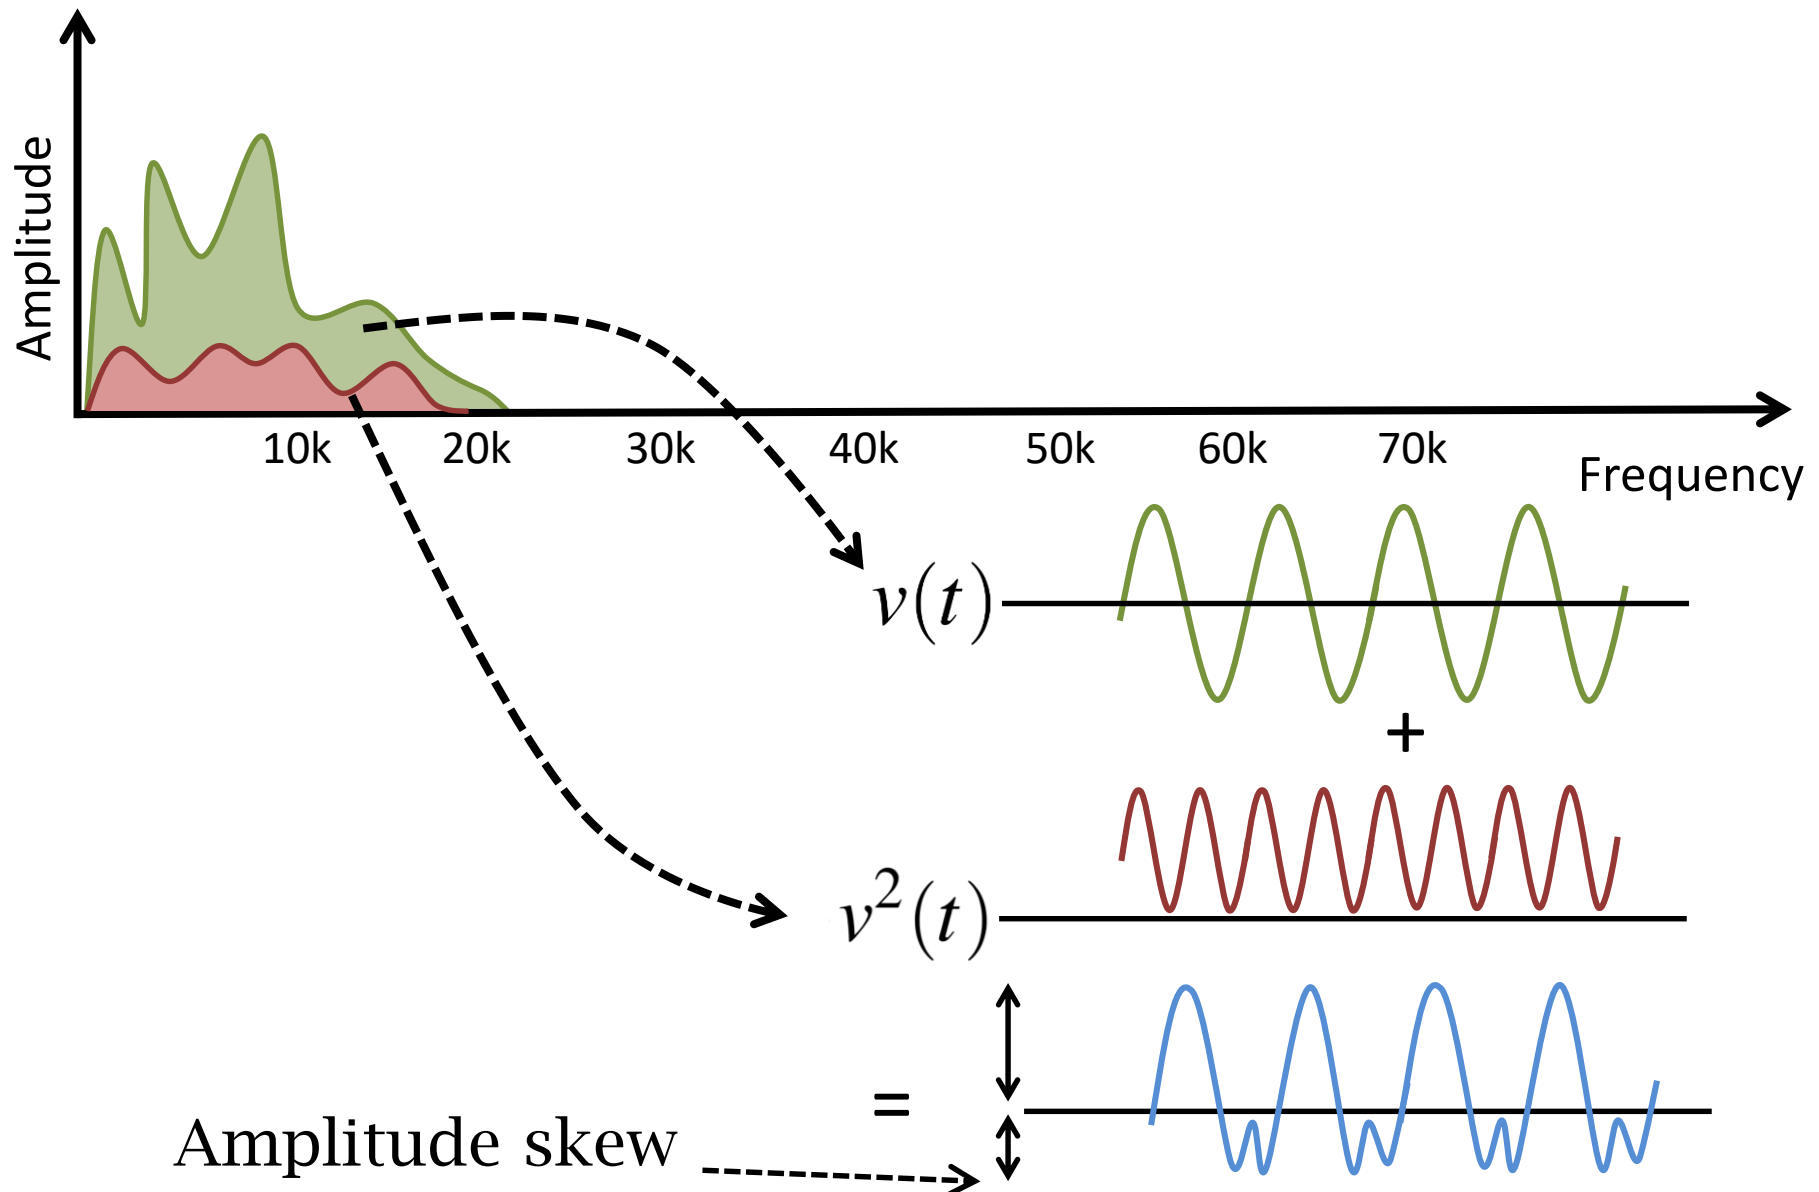 Amplitude
10k 20k 30k 40k 50k 60k 70k
Frequency
v(t)
+
v²(t)
=
Amplitude skew